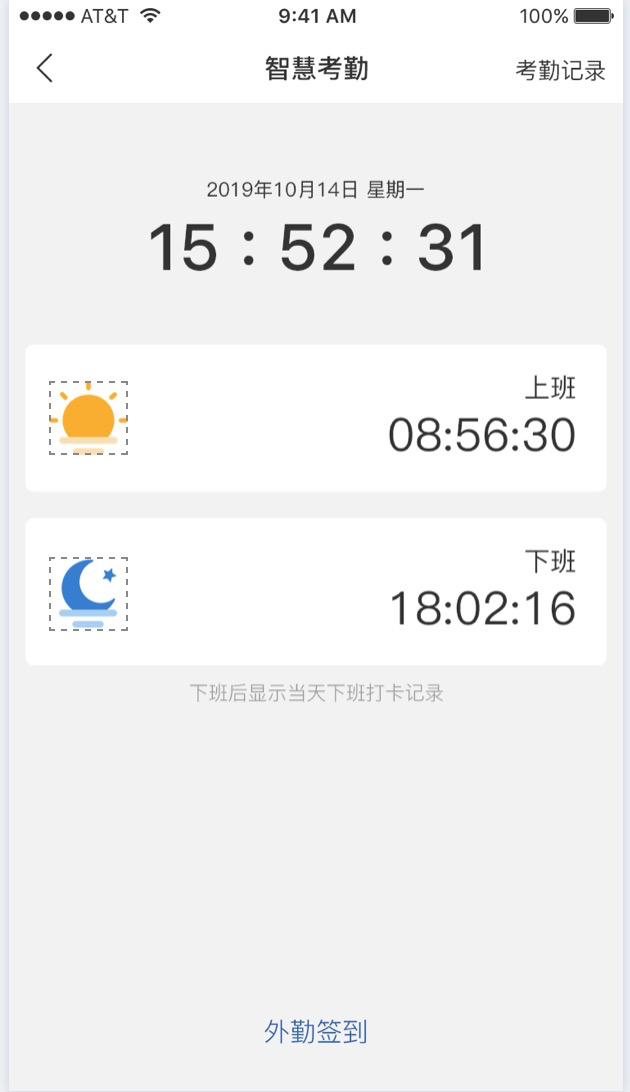 AT&T 9:41 AM 100%
智慧考勤 考勤记录
2019年10月14日 星期一
15 : 52 : 31
上班
08:56:30
下班
18:02:16
下班后显示当天下班打卡记录
外勤签到